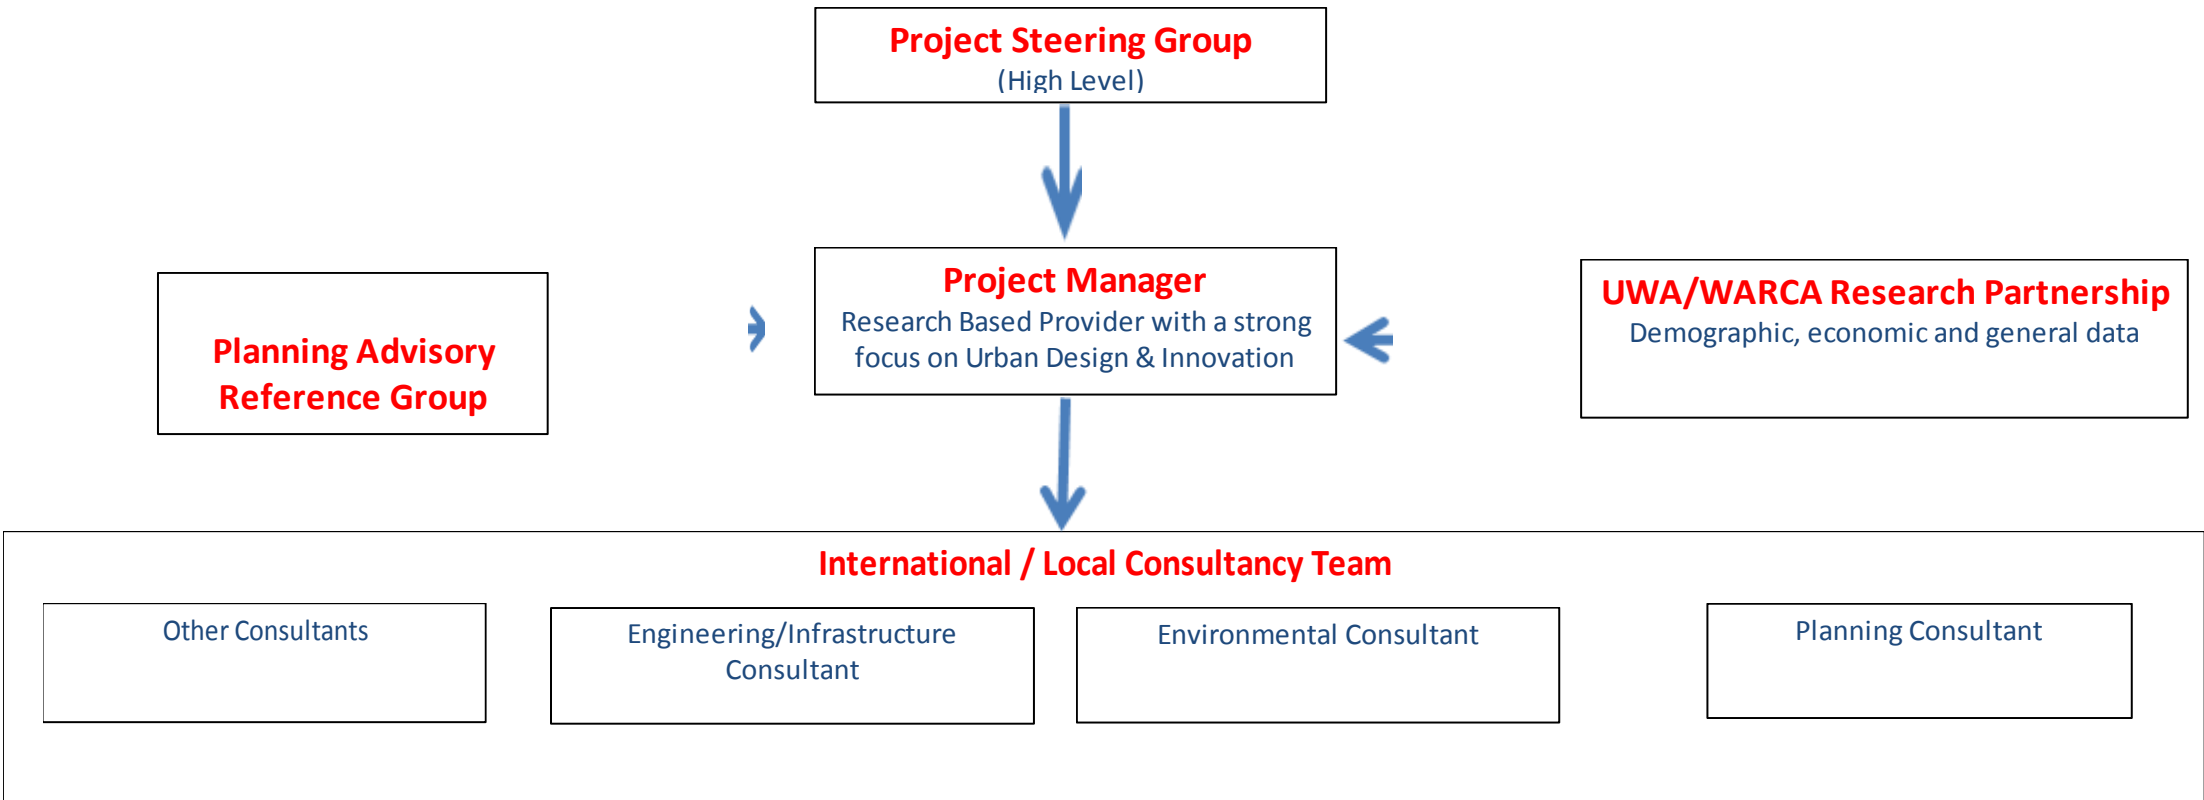 Project Steering Group
(High Level)
Project Manager
Research Based Provider with a strong
focus on Urban Design & Innovation
Planning Advisory
Reference Group
UWA/WARCA Research Partnership
Demographic, economic and general data
International / Local Consultancy Team
Other Consultants
Engineering/Infrastructure
Consultant
Environmental Consultant
Planning Consultant